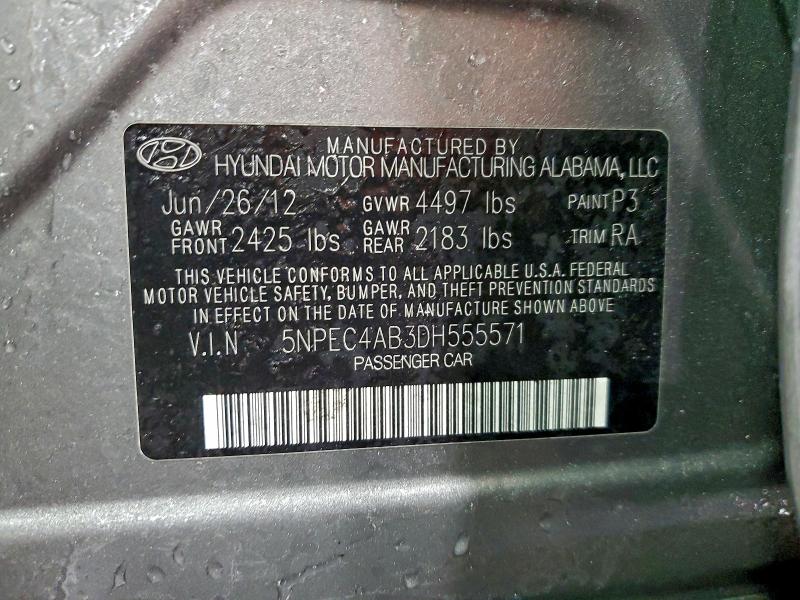 MANUFACTURED BY
HYUNDAI MOTOR MANUFACTURING ALABAMA, LLC
Jun/26/12 GVWR 4497 lbs PAINT P3
GAWR FRONT 2425 lbs GAWR REAR 2183 lbs TRIM RA
THIS VEHICLE CONFORMS TO ALL APPLICABLE U.S.A. FEDERAL
MOTOR VEHICLE SAFETY, BUMPER, AND THEFT PREVENTION STANDARDS
IN EFFECT ON THE DATE OF MANUFACTURE SHOWN ABOVE
V.I.N 5NPEC4AB3DH555571
PASSENGER CAR